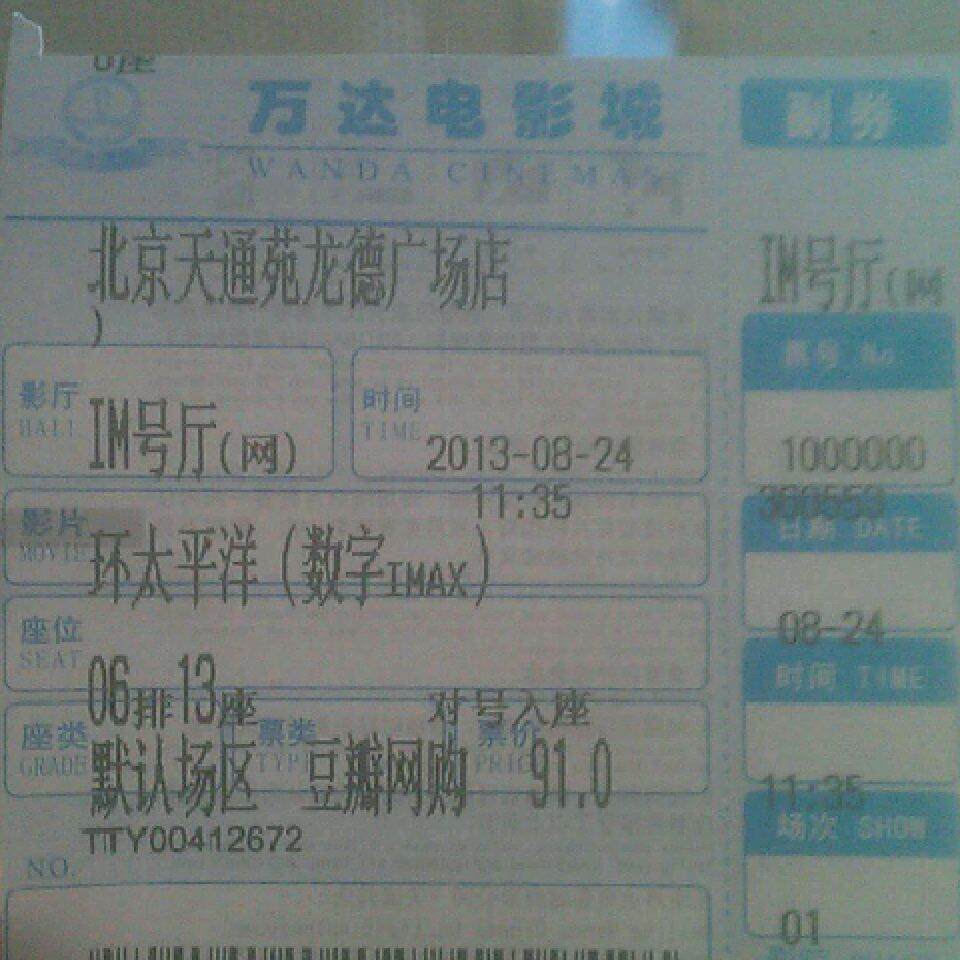 0座
万达电影城
副券
WANDA CINEMAS
北京天通苑龙德广场店
)
IM号厅(网
影厅
HALL
IM号厅(网)
时间
TIME
2013-08-24
11:35
票号 No
1000000
360553
影片
MOVIE
环太平洋(数字IMAX)
日期 DATE
08-24
座位
SEAT
06排13座 对号入座
时间 TIME
11:35
座类
GRADE
默认场区
票类
TYPE
豆瓣网购
票价
PRICE
91.0
TTY00412672
场次 SHOW
01
NO.